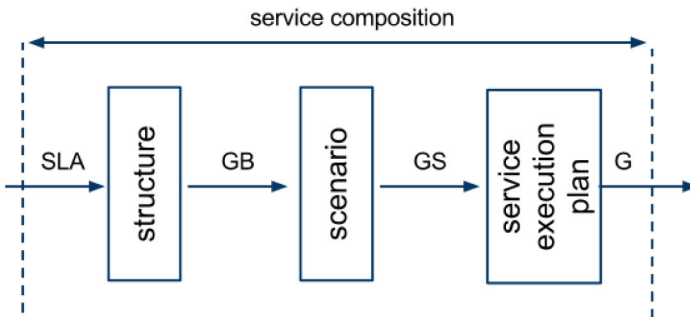 service composition
SLA
structure
GB
scenario
GS
service
execution
plan
G